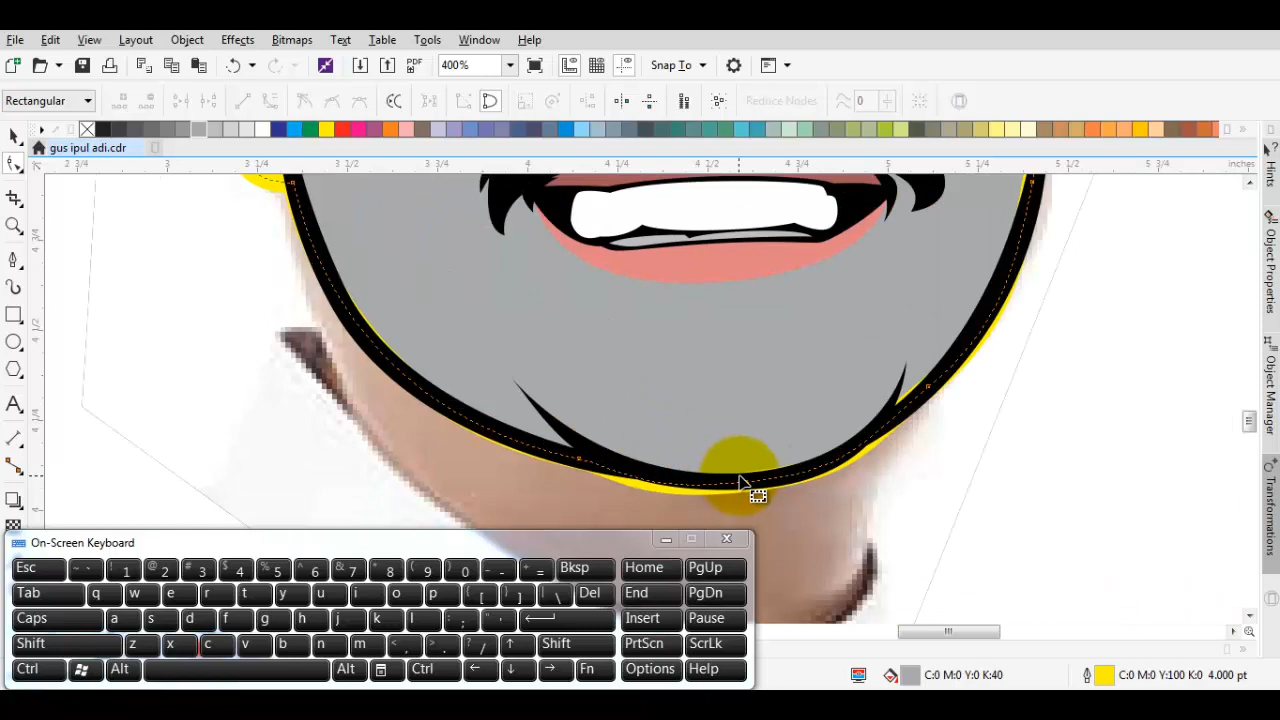 File Edit View Layout Object Effects Bitmaps Text Table Tools Window Help
PDF 400% Snap To
Rectangular Reduce Nodes 0
gus ipul adi.cdr
2 3/4 3 3 1/4 3 1/2 3 3/4 4 4 1/4 4 1/2 4 3/4 5 5 1/4 5 1/2 5 3/4 inches
Hints
Object Properties
Object Manager
Transformations
On-Screen Keyboard
Esc ~ ` ! 1 @ 2 # 3 $ 4 % 5 ^ 6 & 7 * 8 ( 9 ) 0 _ - + = Bksp Home PgUp
Tab q w e r t y u i o p { [ } ] | \ Del End PgDn
Caps a s d f g h j k l : ; " ' Insert Pause
Shift z x c v b n m < , > . ? / ↑ Shift PrtScn ScrLk
Ctrl Alt Alt Ctrl ← ↓ → Fn Options Help
C:0 M:0 Y:0 K:40 C:0 M:0 Y:100 K:0 4.000 pt